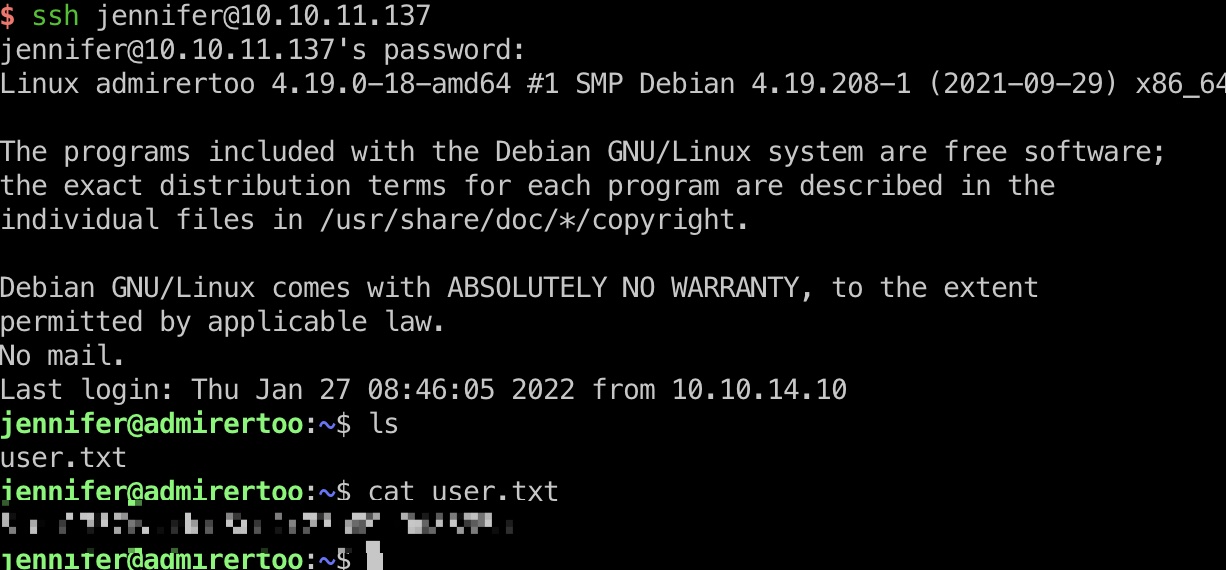 $ ssh jennifer@10.10.11.137
jennifer@10.10.11.137's password:
Linux admirertoo 4.19.0-18-amd64 #1 SMP Debian 4.19.208-1 (2021-09-29) x86_64
The programs included with the Debian GNU/Linux system are free software;
the exact distribution terms for each program are described in the
individual files in /usr/share/doc/*/copyright.
Debian GNU/Linux comes with ABSOLUTELY NO WARRANTY, to the extent
permitted by applicable law.
No mail.
Last login: Thu Jan 27 08:46:05 2022 from 10.10.14.10
jennifer@admirertoo:~$ ls
user.txt
jennifer@admirertoo:~$ cat user.txt
jennifer@admirertoo:~$